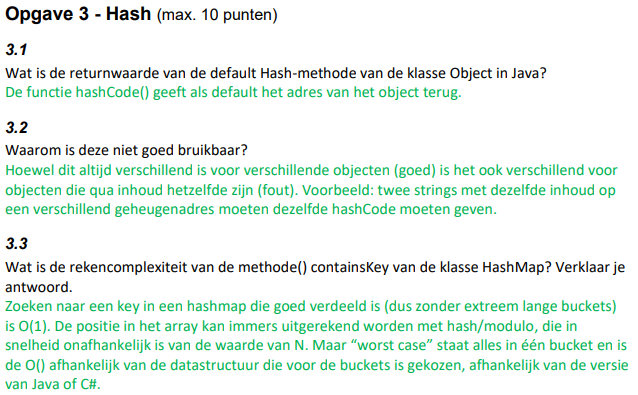 Opgave 3 - Hash (max. 10 punten)
3.1
Wat is de returnwaarde van de default Hash-methode van de klasse Object in Java?
De functie hashCode() geeft als default het adres van het object terug.
3.2
Waarom is deze niet goed bruikbaar?
Hoewel dit altijd verschillend is voor verschillende objecten (goed) is het ook verschillend voor
objecten die qua inhoud hetzelfde zijn (fout). Voorbeeld: twee strings met dezelfde inhoud op
een verschillend geheugenadres moeten dezelfde hashCode moeten geven.
3.3
Wat is de rekencomplexiteit van de methode() containsKey van de klasse HashMap? Verklaar je
antwoord.
Zoeken naar een key in een hashmap die goed verdeeld is (dus zonder extreem lange buckets)
is O(1). De positie in het array kan immers uitgerekend worden met hash/modulo, die in
snelheid onafhankelijk is van de waarde van N. Maar “worst case” staat alles in één bucket en is
de O() afhankelijk van de datastructuur die voor de buckets is gekozen, afhankelijk van de versie
van Java of C#.